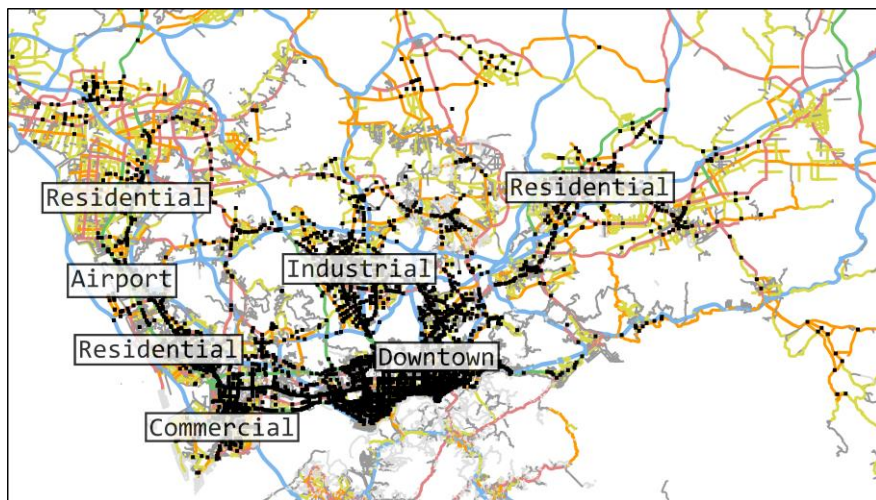 Residential
Residential
Airport
Industrial
Residential
Downtown
Commercial